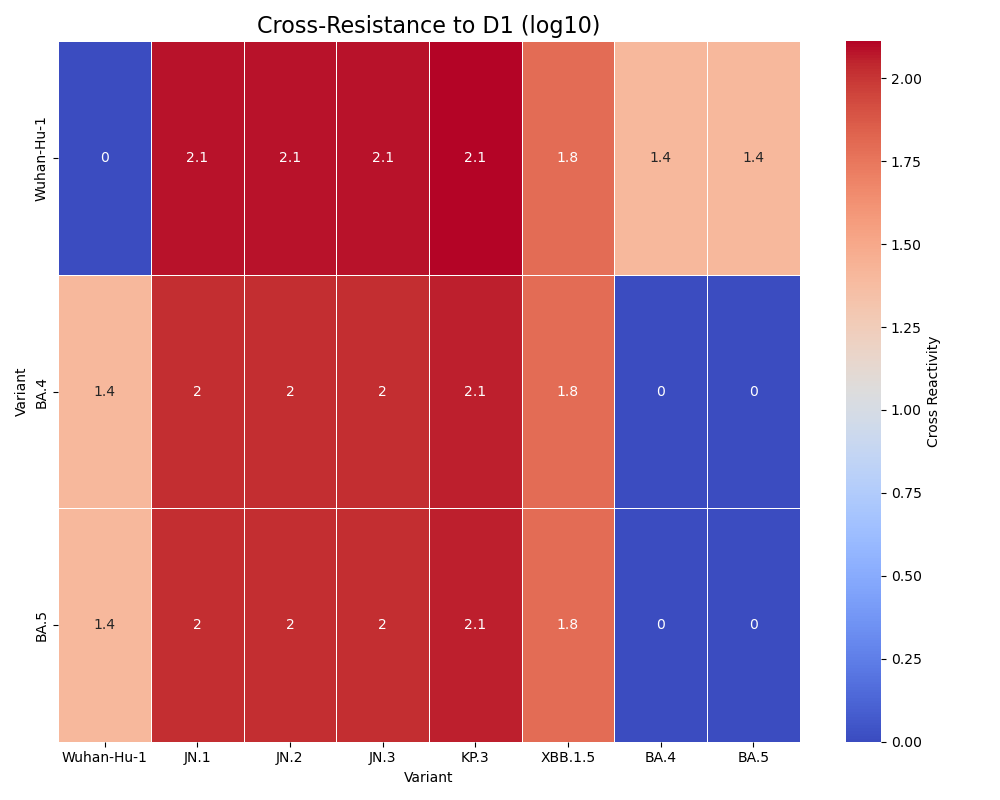 Cross-Resistance to D1 (log10)
Wuhan-Hu-1
0 2.1 2.1 2.1 2.1 1.8 1.4 1.4
BA.4
1.4 2 2 2 2.1 1.8 0 0
BA.5
1.4 2 2 2 2.1 1.8 0 0
Variant
Wuhan-Hu-1 JN.1 JN.2 JN.3 KP.3 XBB.1.5 BA.4 BA.5
Variant
2.00
1.75
1.50
1.25
1.00
0.75
0.50
0.25
0.00
Cross Reactivity